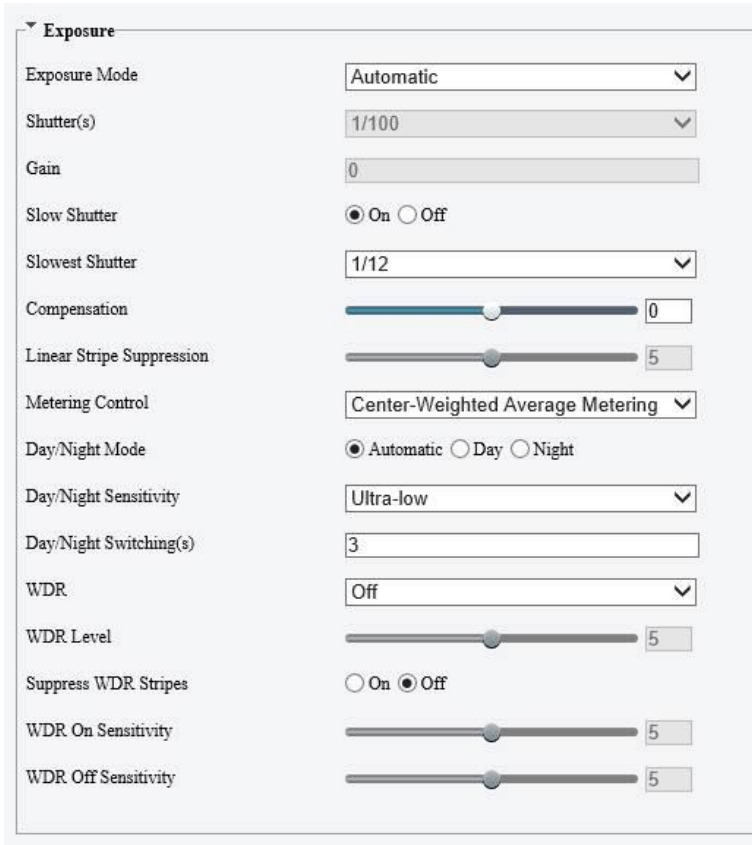 Exposure
Exposure Mode Automatic
Shutter(s) 1/100
Gain 0
Slow Shutter On Off
Slowest Shutter 1/12
Compensation 0
Linear Stripe Suppression 5
Metering Control Center-Weighted Average Metering
Day/Night Mode Automatic Day Night
Day/Night Sensitivity Ultra-low
Day/Night Switching(s) 3
WDR Off
WDR Level 5
Suppress WDR Stripes On Off
WDR On Sensitivity 5
WDR Off Sensitivity 5